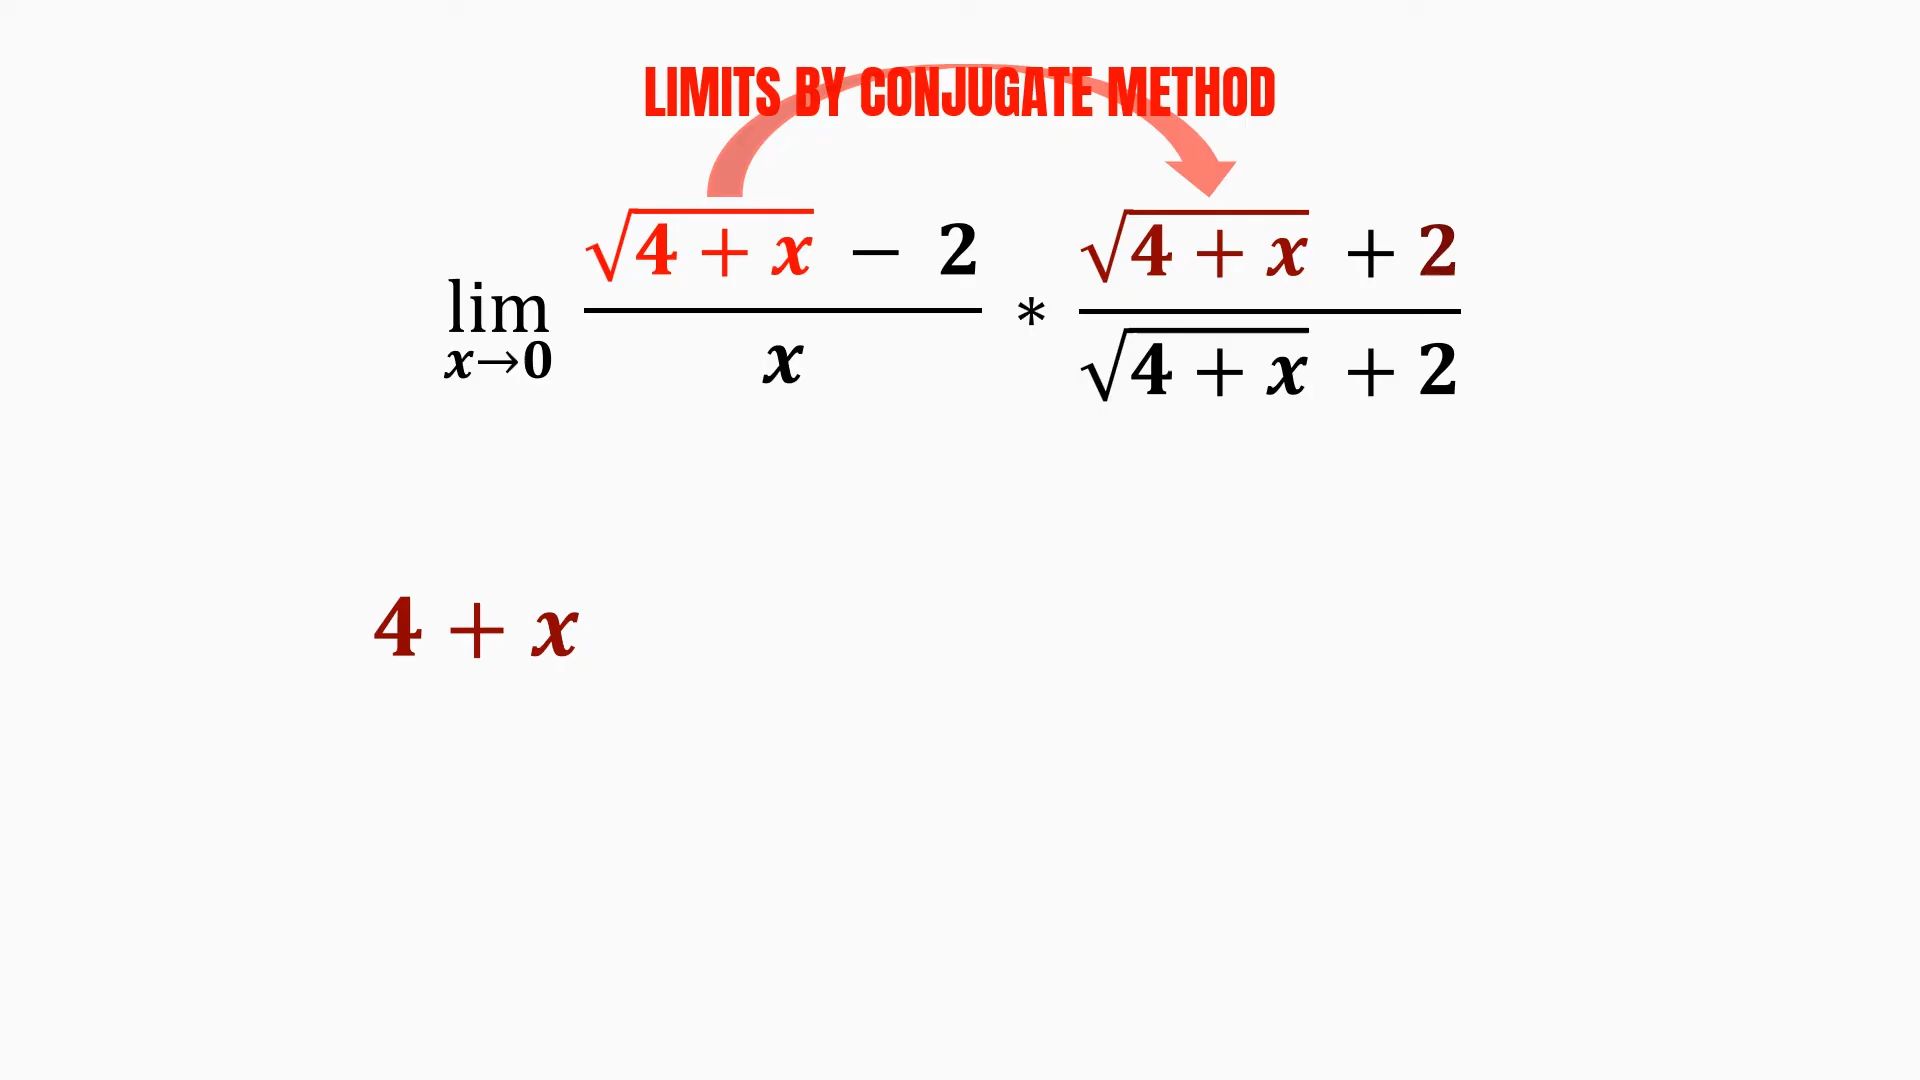 LIMITS BY CONJUGATE METHOD
lim x→0 √4 + x − 2 / x * √4 + x + 2 / √4 + x + 2
4 + x